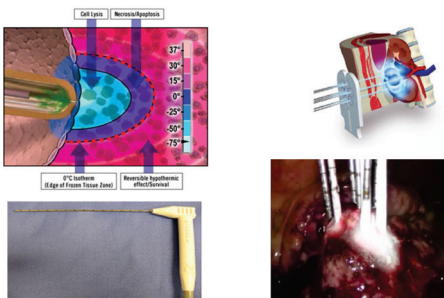 Cell Lysis
Necrosis/Apoptosis
37°
30°
15°
0°
-25°
-50°
-75°
0°C Isotherm
(Edge of Frozen Tissue Zone)
Reversible hypothermic
effect/Survival